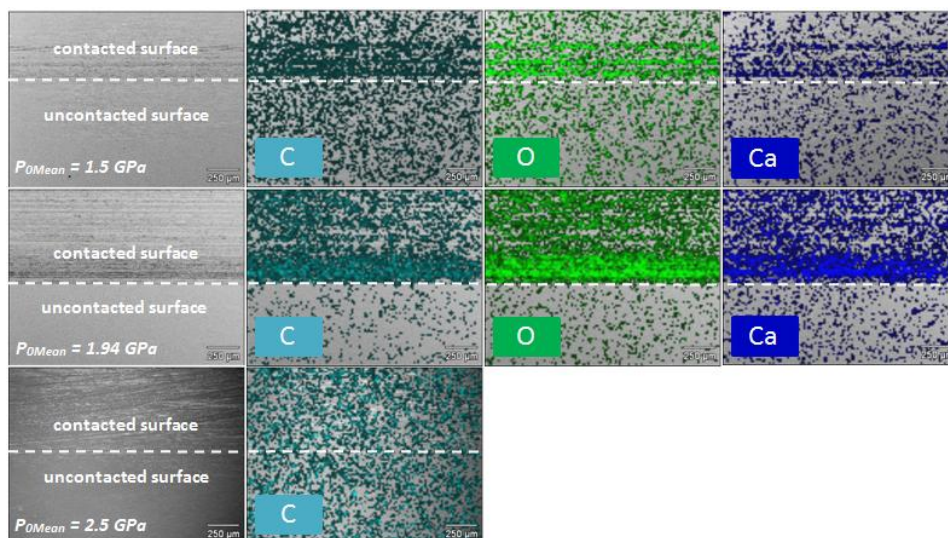 contacted surface
uncontacted surface
P0Mean = 1.5 GPa
250 µm
C
250 µm
O
250 µm
Ca
250 µm
contacted surface
uncontacted surface
P0Mean = 1.94 GPa
250 µm
C
250 µm
O
250 µm
Ca
250 µm
contacted surface
uncontacted surface
P0Mean = 2.5 GPa
250 µm
C
250 µm